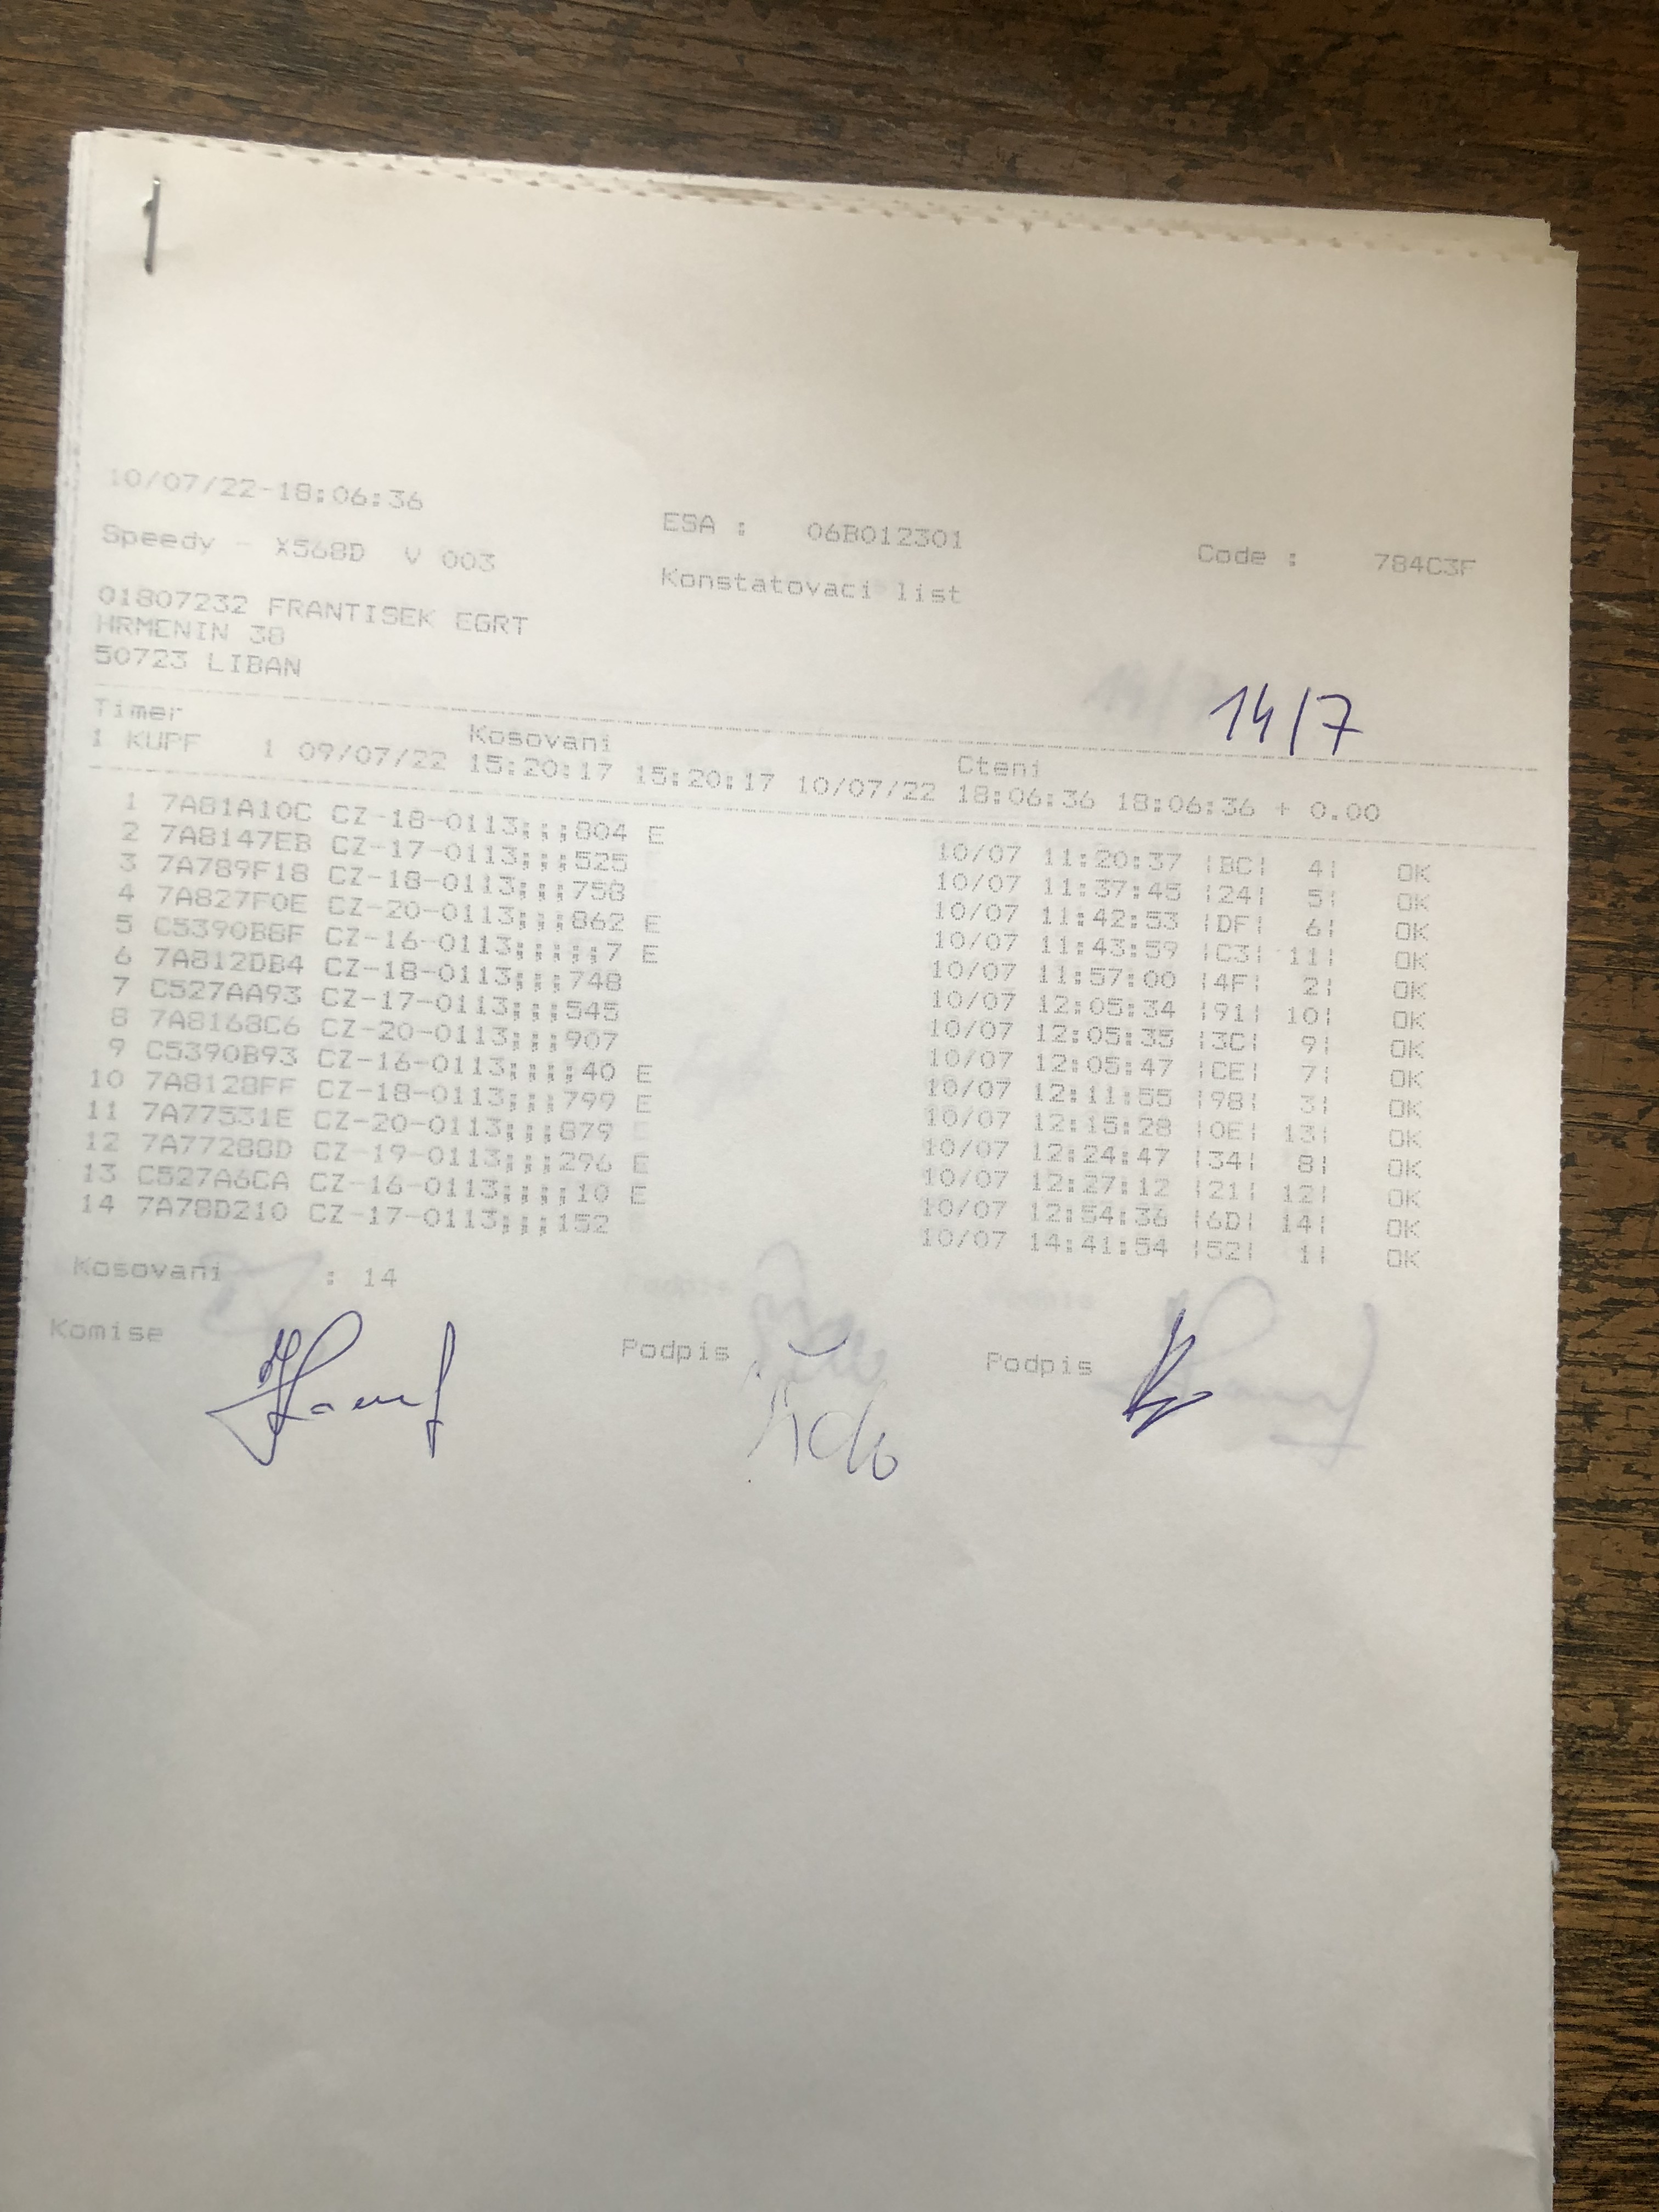 10/07/22-18:06:36
ESA : 06B012301
Code : 784C3F
Speedy - X568D V 003
Konstatovaci list
01807232 FRANTISEK EGRT
HRMENIN 38
50723 LIBAN
14/7
Timer Kosovani Cteni
1 KUPF 1 09/07/22 15:20:17 15:20:17 10/07/22 18:06:36 18:06:36 + 0.00
1 7A81A10C CZ-18-0113;;;804 E 10/07 11:20:37 |BC| 4| OK
2 7A8147EB CZ-17-0113;;;525 10/07 11:37:45 |24| 5| OK
3 7A789F18 CZ-18-0113;;;758 10/07 11:42:53 |DF| 6| OK
4 7A827F0E CZ-20-0113;;;862 E 10/07 11:43:59 |C3| 11| OK
5 C5390B8F CZ-16-0113;;;;;7 E 10/07 11:57:00 |4F| 2| OK
6 7A812DB4 CZ-18-0113;;;748 10/07 12:05:34 |91| 10| OK
7 C527AA93 CZ-17-0113;;;545 10/07 12:05:35 |3C| 9| OK
8 7A8168C6 CZ-20-0113;;;907 10/07 12:05:47 |CE| 7| OK
9 C5390B93 CZ-16-0113;;;;40 E 10/07 12:11:55 |98| 3| OK
10 7A8128FF CZ-18-0113;;;799 E 10/07 12:15:28 |0E| 13| OK
11 7A77531E CZ-20-0113;;;879 E 10/07 12:24:47 |34| 8| OK
12 7A77288D CZ-19-0113;;;296 E 10/07 12:27:12 |21| 12| OK
13 C527A6CA CZ-16-0113;;;;10 E 10/07 12:54:36 |6D| 14| OK
14 7A78D210 CZ-17-0113;;;152 10/07 14:41:54 |52| 1| OK
Kosovani : 14
Komise Podpis Podpis